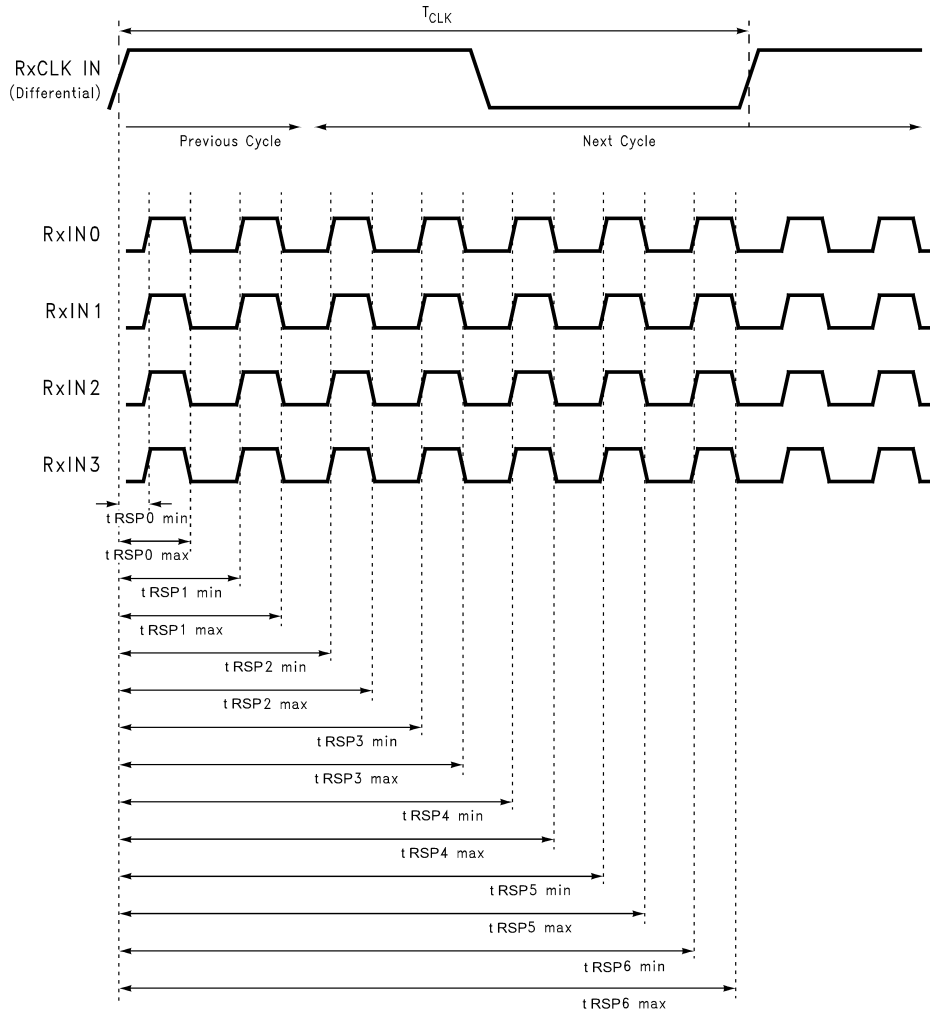 TCLK
RxCLK IN
(Differential)
Previous Cycle
Next Cycle
RxIN0
RxIN1
RxIN2
RxIN3
t RSP0 min
t RSP0 max
t RSP1 min
t RSP1 max
t RSP2 min
t RSP2 max
t RSP3 min
t RSP3 max
t RSP4 min
t RSP4 max
t RSP5 min
t RSP5 max
t RSP6 min
t RSP6 max